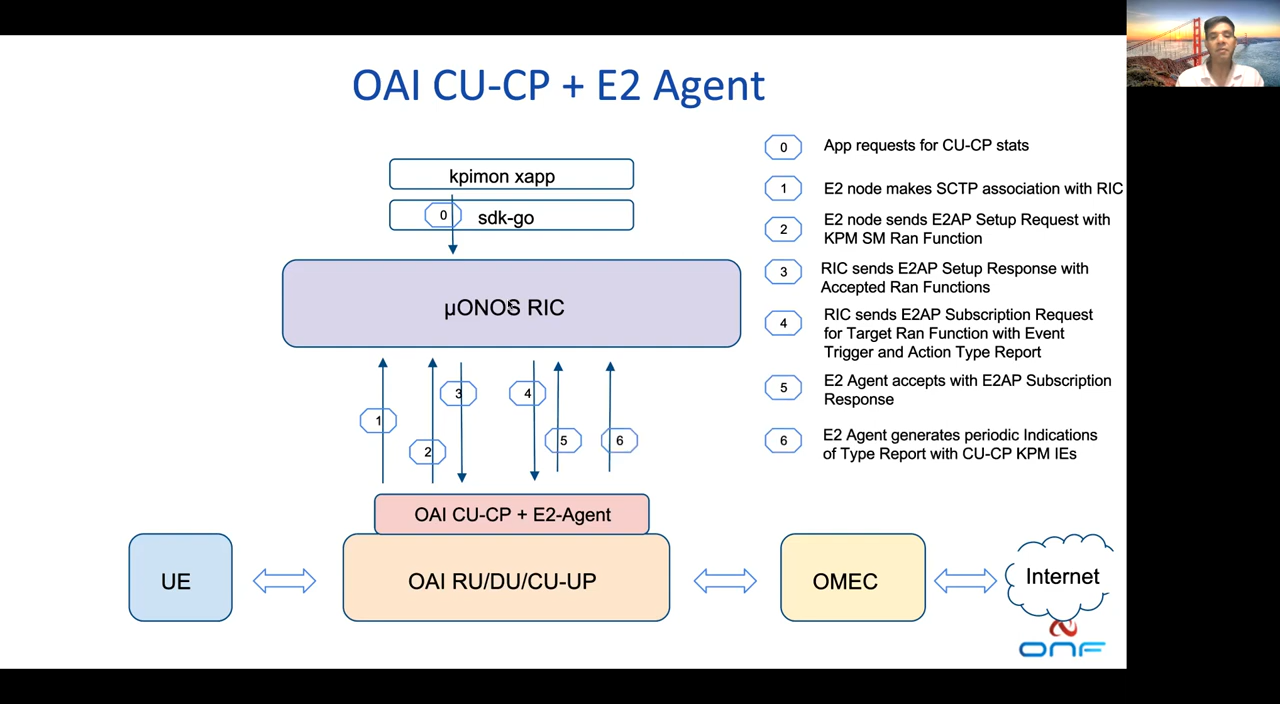 OAI CU-CP + E2 Agent
kpimon xapp
0
sdk-go
µONOS RIC
1
2
3
4
5
6
OAI CU-CP + E2-Agent
UE
OAI RU/DU/CU-UP
OMEC
Internet
ONF
0
App requests for CU-CP stats
1
E2 node makes SCTP association with RIC
2
E2 node sends E2AP Setup Request with
KPM SM Ran Function
3
RIC sends E2AP Setup Response with
Accepted Ran Functions
4
RIC sends E2AP Subscription Request
for Target Ran Function with Event
Trigger and Action Type Report
5
E2 Agent accepts with E2AP Subscription
Response
6
E2 Agent generates periodic Indications
of Type Report with CU-CP KPM IEs